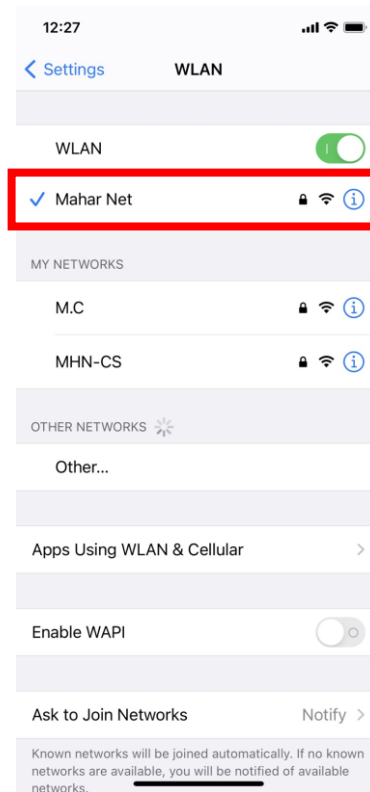 12:27
Settings WLAN
WLAN
Mahar Net
MY NETWORKS
M.C
MHN-CS
OTHER NETWORKS
Other...
Apps Using WLAN & Cellular
Enable WAPI
Ask to Join Networks Notify
Known networks will be joined automatically. If no known
networks are available, you will be notified of available
networks.